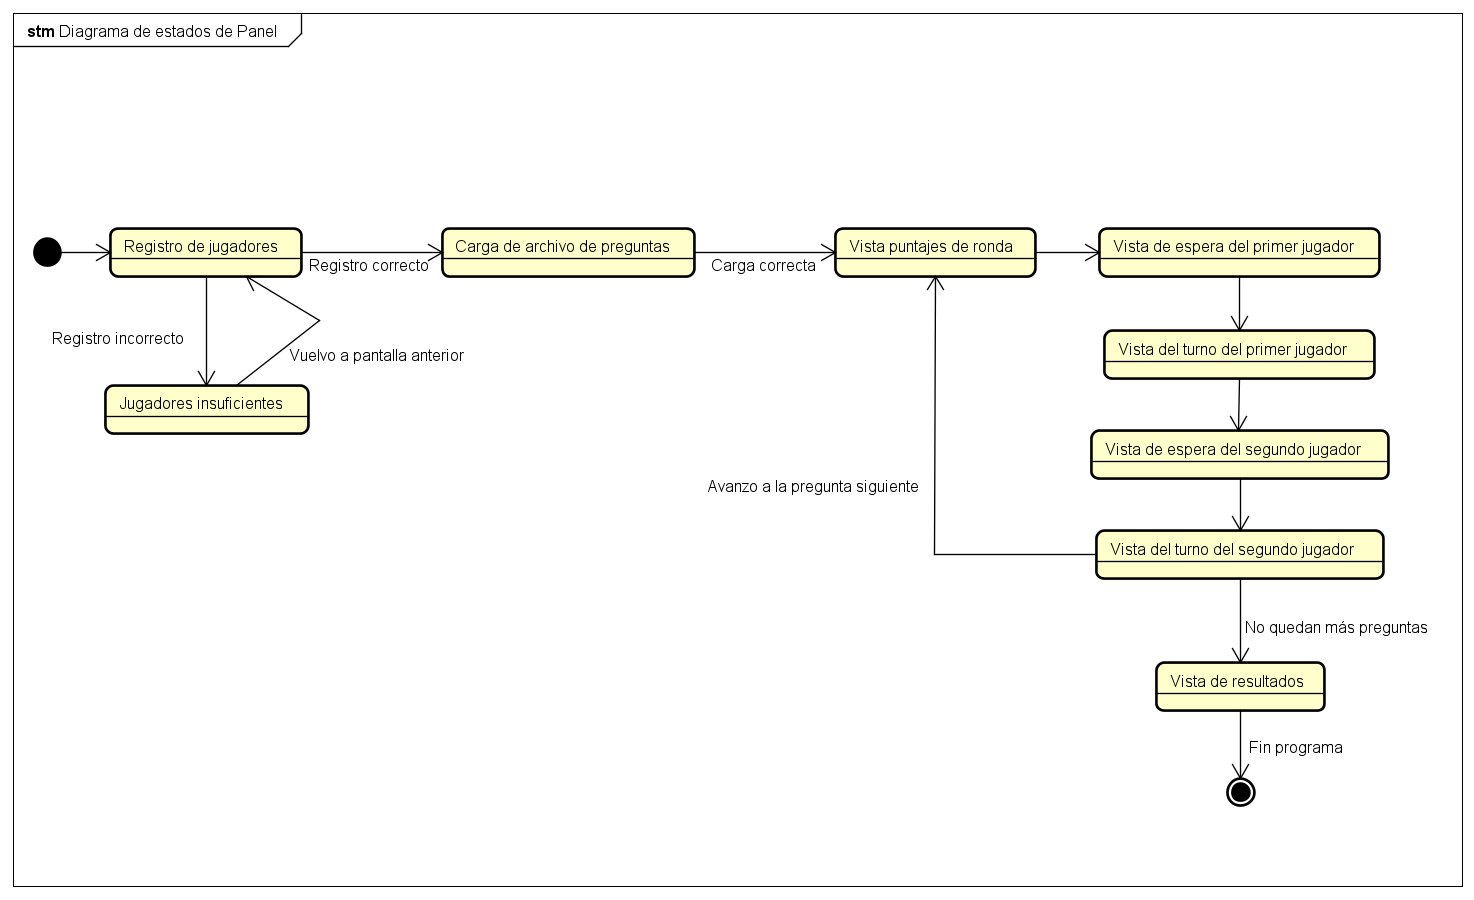 stm Diagrama de estados de Panel
Registro de jugadores
Registro correcto
Carga de archivo de preguntas
Carga correcta
Vista puntajes de ronda
Vista de espera del primer jugador
Registro incorrecto
Vuelvo a pantalla anterior
Jugadores insuficientes
Vista del turno del primer jugador
Vista de espera del segundo jugador
Avanzo a la pregunta siguiente
Vista del turno del segundo jugador
No quedan más preguntas
Vista de resultados
Fin programa